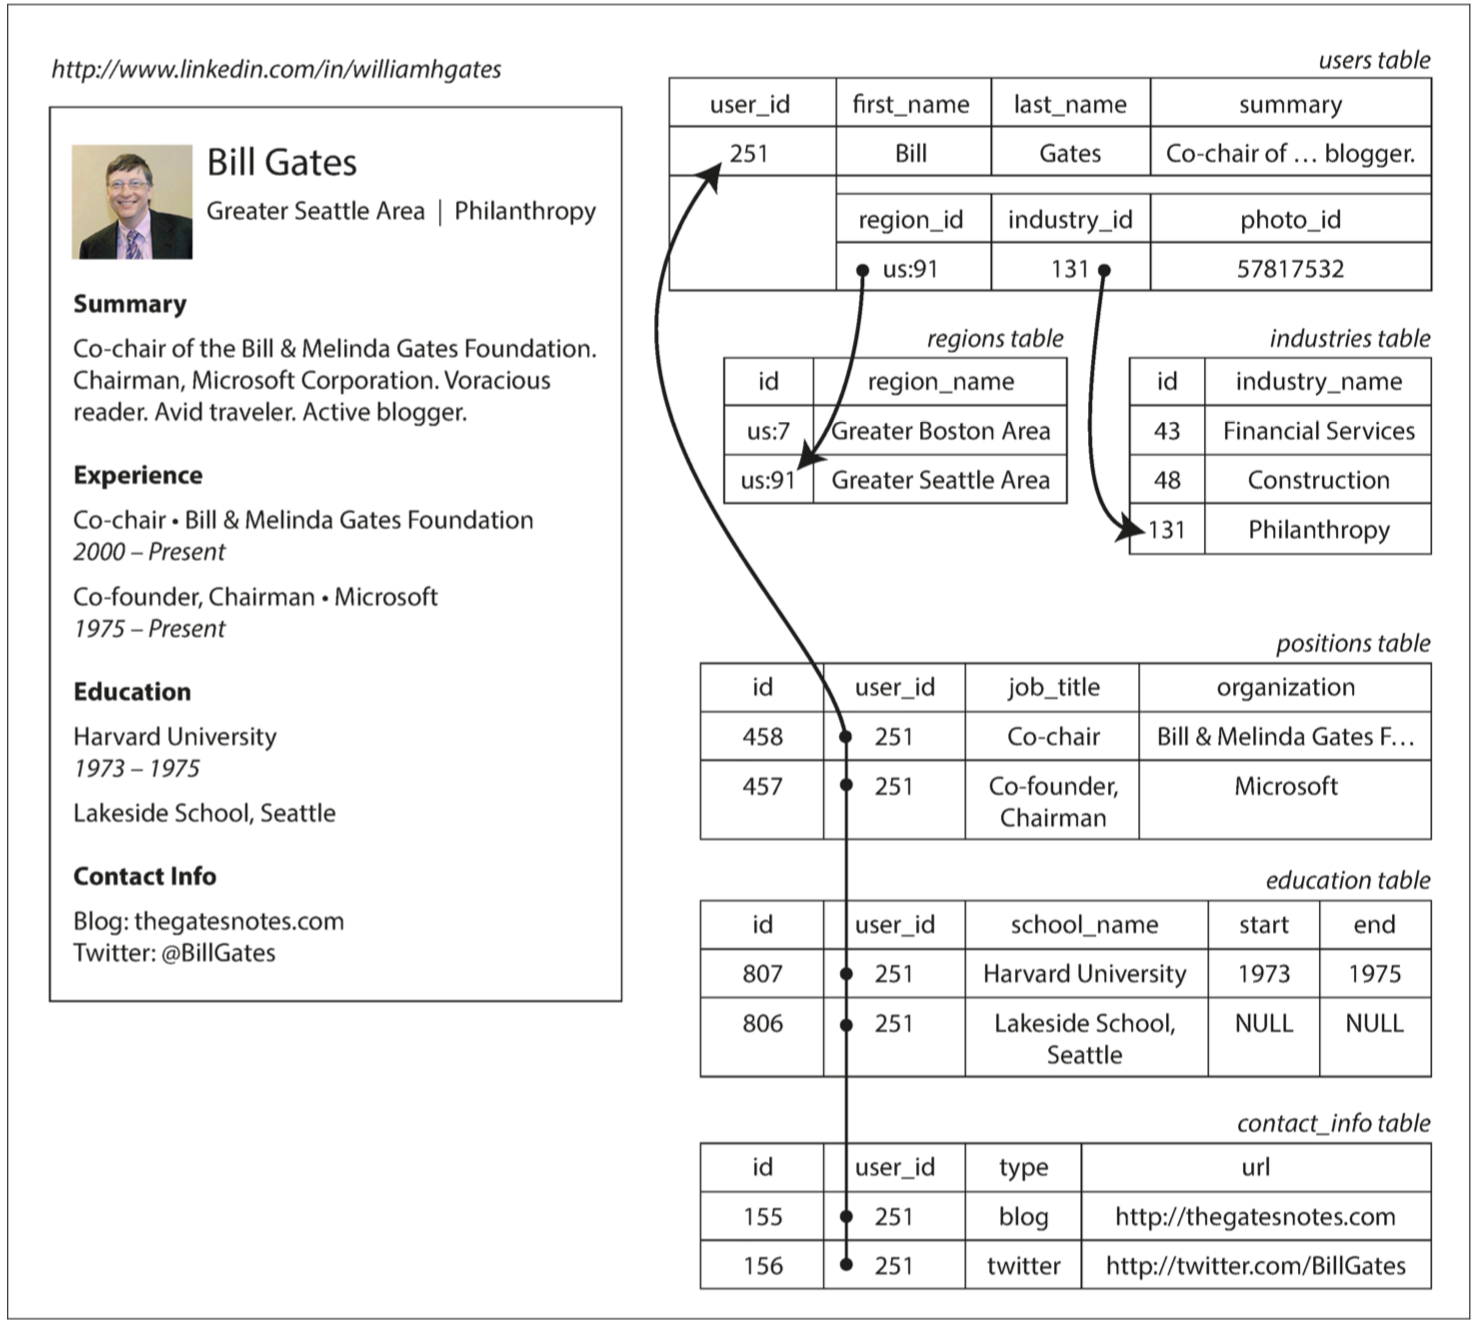 http://www.linkedin.com/in/williamhgates
Bill Gates
Greater Seattle Area | Philanthropy
Summary
Co-chair of the Bill & Melinda Gates Foundation.
Chairman, Microsoft Corporation. Voracious
reader. Avid traveler. Active blogger.
Experience
Co-chair • Bill & Melinda Gates Foundation
2000 – Present
Co-founder, Chairman • Microsoft
1975 – Present
Education
Harvard University
1973 – 1975
Lakeside School, Seattle
Contact Info
Blog: thegatesnotes.com
Twitter: @BillGates
users table
user_id first_name last_name summary
251 Bill Gates Co-chair of … blogger.
region_id industry_id photo_id
us:91 131 57817532
regions table
id region_name
us:7 Greater Boston Area
us:91 Greater Seattle Area
industries table
id industry_name
43 Financial Services
48 Construction
131 Philanthropy
positions table
id user_id job_title organization
458 251 Co-chair Bill & Melinda Gates F…
457 251 Co-founder, Microsoft
Chairman
education table
id user_id school_name start end
807 251 Harvard University 1973 1975
806 251 Lakeside School, NULL NULL
Seattle
contact_info table
id user_id type url
155 251 blog http://thegatesnotes.com
156 251 twitter http://twitter.com/BillGates